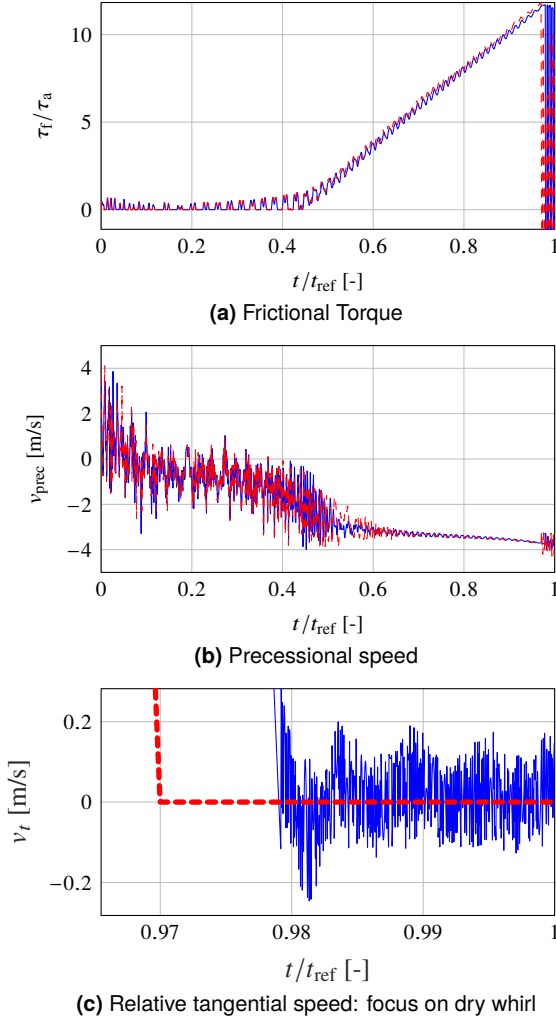 10
5
0
τf/τa
0 0.2 0.4 0.6 0.8 1
t/tref [-]
(a) Frictional Torque
4
2
0
−2
−4
vprec [m/s]
0 0.2 0.4 0.6 0.8 1
t/tref [-]
(b) Precessional speed
0.2
0
−0.2
vt [m/s]
0.97 0.98 0.99 1
t/tref [-]
(c) Relative tangential speed: focus on dry whirl